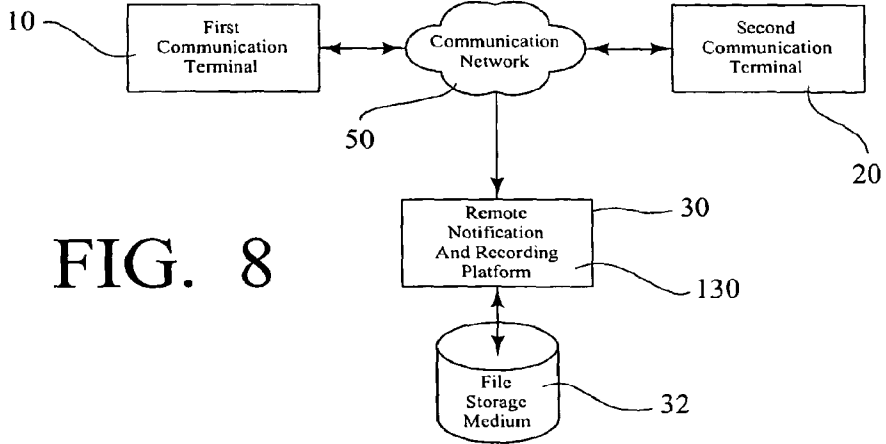 10
First
Communication
Terminal
Communication
Network
50
Second
Communication
Terminal
20
Remote
Notification
And Recording
Platform
30
130
FIG. 8
File
Storage
Medium
32